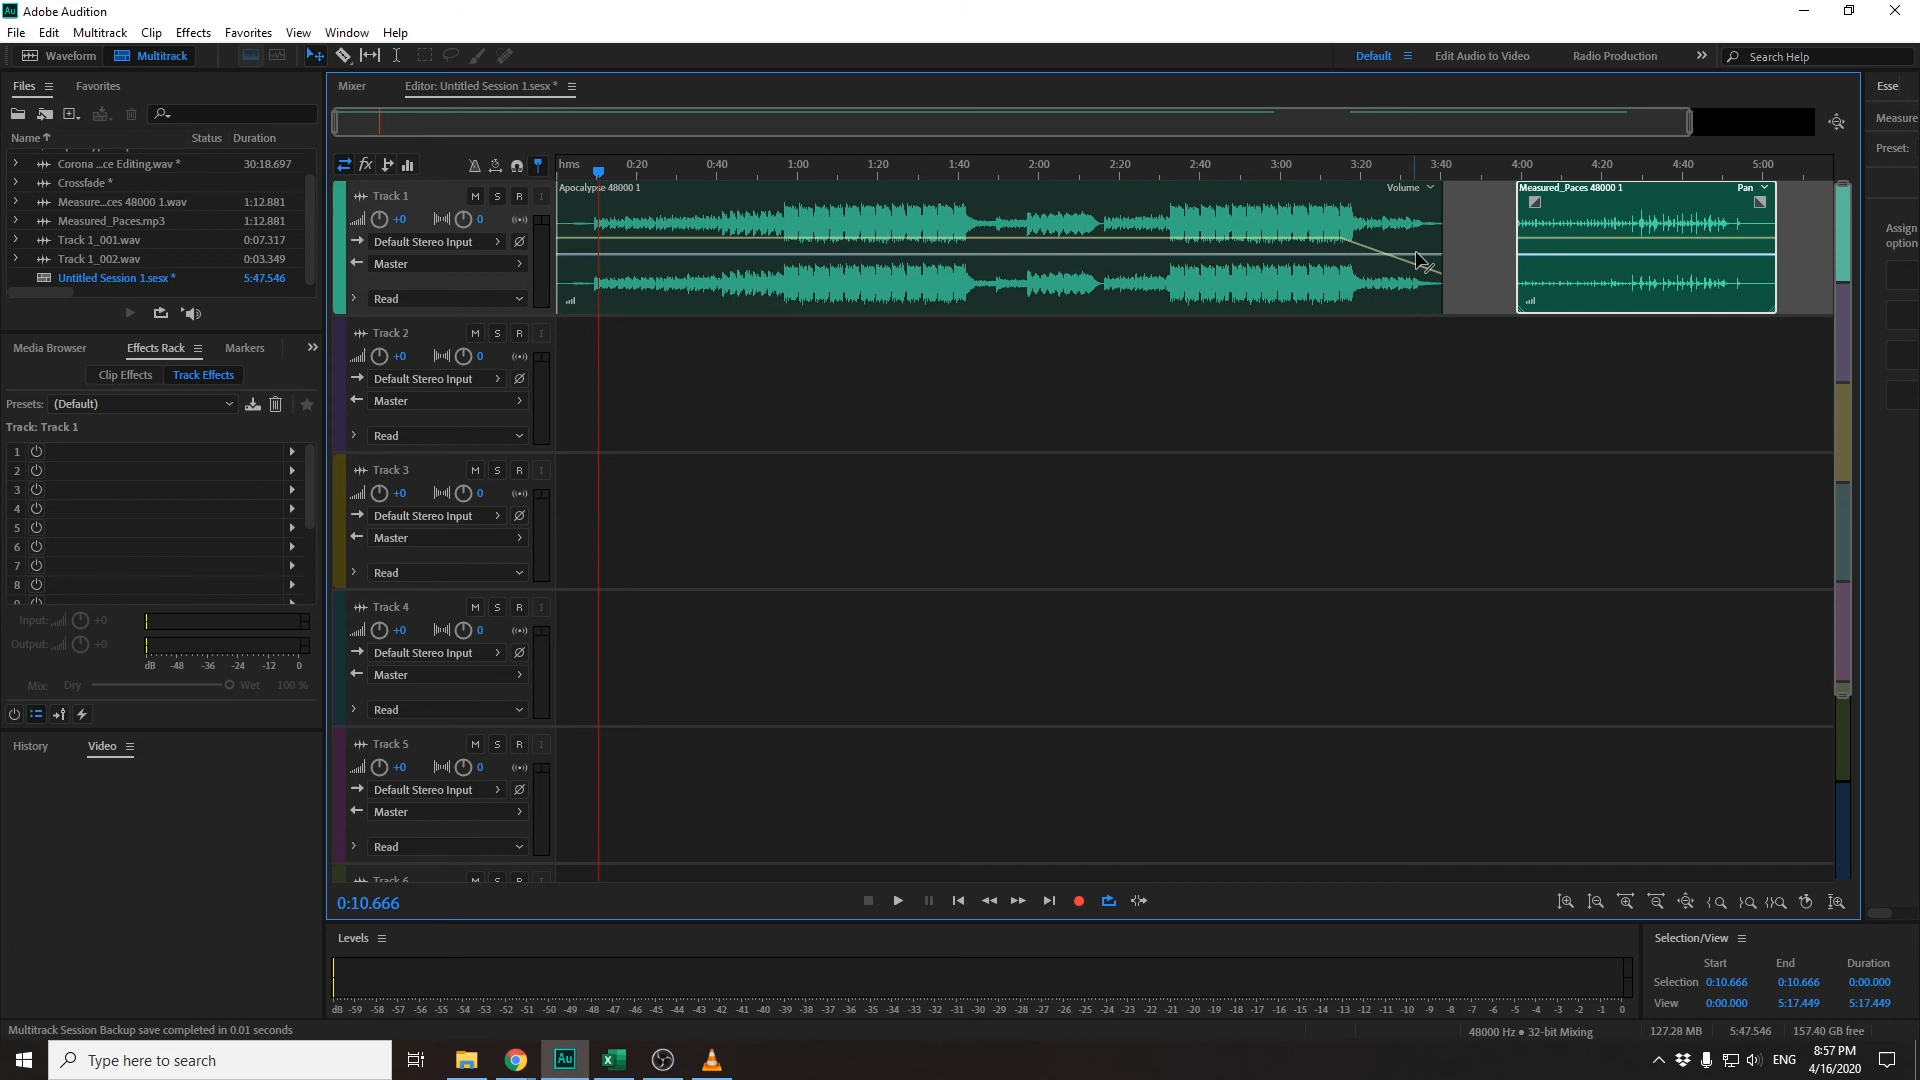 Au Adobe Audition
File Edit Multitrack Clip Effects Favorites View Window Help
Waveform Multitrack Default Edit Audio to Video Radio Production Search Help
Files Favorites
Name Status Duration
Corona ...ce Editing.wav * 30:18.697
Crossfade *
Measure...ces 48000 1.wav 1:12.881
Measured_Paces.mp3 1:12.881
Track 1_001.wav 0:07.317
Track 1_002.wav 0:03.349
Untitled Session 1.sesx * 5:47.546
Media Browser Effects Rack Markers
Clip Effects Track Effects
Presets: (Default)
Track: Track 1
1
2
3
4
5
6
7
8
Input: +0
Output: +0
dB -48 -36 -24 -12 0
Mix: Dry Wet 100 %
History Video
Mixer Editor: Untitled Session 1.sesx *
fx hms 0:20 0:40 1:00 1:20 1:40 2:00 2:20 2:40 3:00 3:20 3:40 4:00 4:20 4:40 5:00
Apocalypse 48000 1 Volume Measured_Paces 48000 1 Pan
Track 1 M S R I
+0 0
Default Stereo Input
Master
Read
Track 2 M S R I
+0 0
Default Stereo Input
Master
Read
Track 3 M S R I
+0 0
Default Stereo Input
Master
Read
Track 4 M S R I
+0 0
Default Stereo Input
Master
Read
Track 5 M S R I
+0 0
Default Stereo Input
Master
Read
Track 6 M S R
0:10.666
Levels
dB -59 -58 -57 -56 -55 -54 -53 -52 -51 -50 -49 -48 -47 -46 -45 -44 -43 -42 -41 -40 -39 -38 -37 -36 -35 -34 -33 -32 -31 -30 -29 -28 -27 -26 -25 -24 -23 -22 -21 -20 -19 -18 -17 -16 -15 -14 -13 -12 -11 -10 -9 -8 -7 -6 -5 -4 -3 -2 -1 0
Esse
Measure
Preset:
Assign
option
Selection/View
Start End Duration
Selection 0:10.666 0:10.666 0:00.000
View 0:00.000 5:17.449 5:17.449
Multitrack Session Backup save completed in 0.01 seconds 48000 Hz ● 32-bit Mixing 127.28 MB 5:47.546 157.40 GB free
Type here to search Au ENG 8:57 PM
4/16/2020